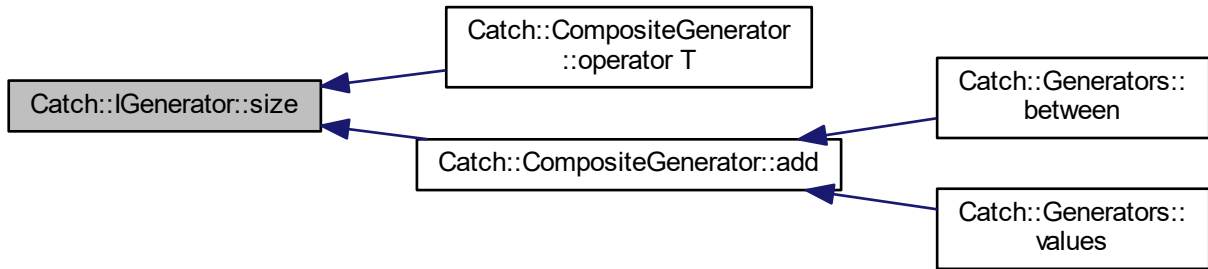 Catch::IGenerator::size
Catch::CompositeGenerator
::operator T
Catch::CompositeGenerator::add
Catch::Generators::
between
Catch::Generators::
values